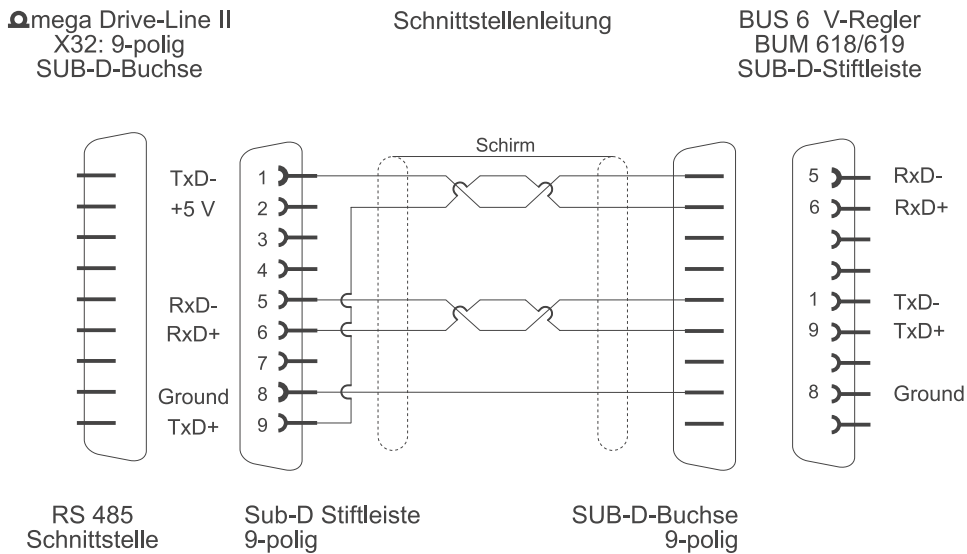 Ωmega Drive-Line II
X32: 9-polig
SUB-D-Buchse
Schnittstellenleitung
BUS 6 V-Regler
BUM 618/619
SUB-D-Stiftleiste
Schirm
TxD- 1
+5 V 2
3
4
RxD- 5
RxD+ 6
7
Ground 8
TxD+ 9
5 RxD-
6 RxD+
1 TxD-
9 TxD+
8 Ground
RS 485
Schnittstelle
Sub-D Stiftleiste
9-polig
SUB-D-Buchse
9-polig